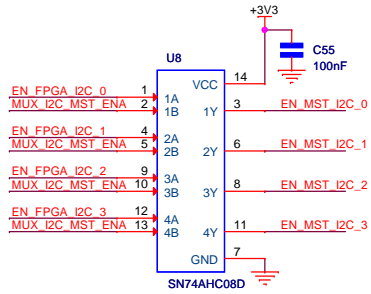 +3V3
U8
C55
100nF
EN_FPGA_I2C_0 1 1A VCC 14
MUX_I2C_MST_ENA 2 1B 1Y 3 EN_MST_I2C_0
EN_FPGA_I2C_1 4 2A
MUX_I2C_MST_ENA 5 2B 2Y 6 EN_MST_I2C_1
EN_FPGA_I2C_2 9 3A
MUX_I2C_MST_ENA 10 3B 3Y 8 EN_MST_I2C_2
EN_FPGA_I2C_3 12 4A
MUX_I2C_MST_ENA 13 4B 4Y 11 EN_MST_I2C_3
GND 7
SN74AHC08D